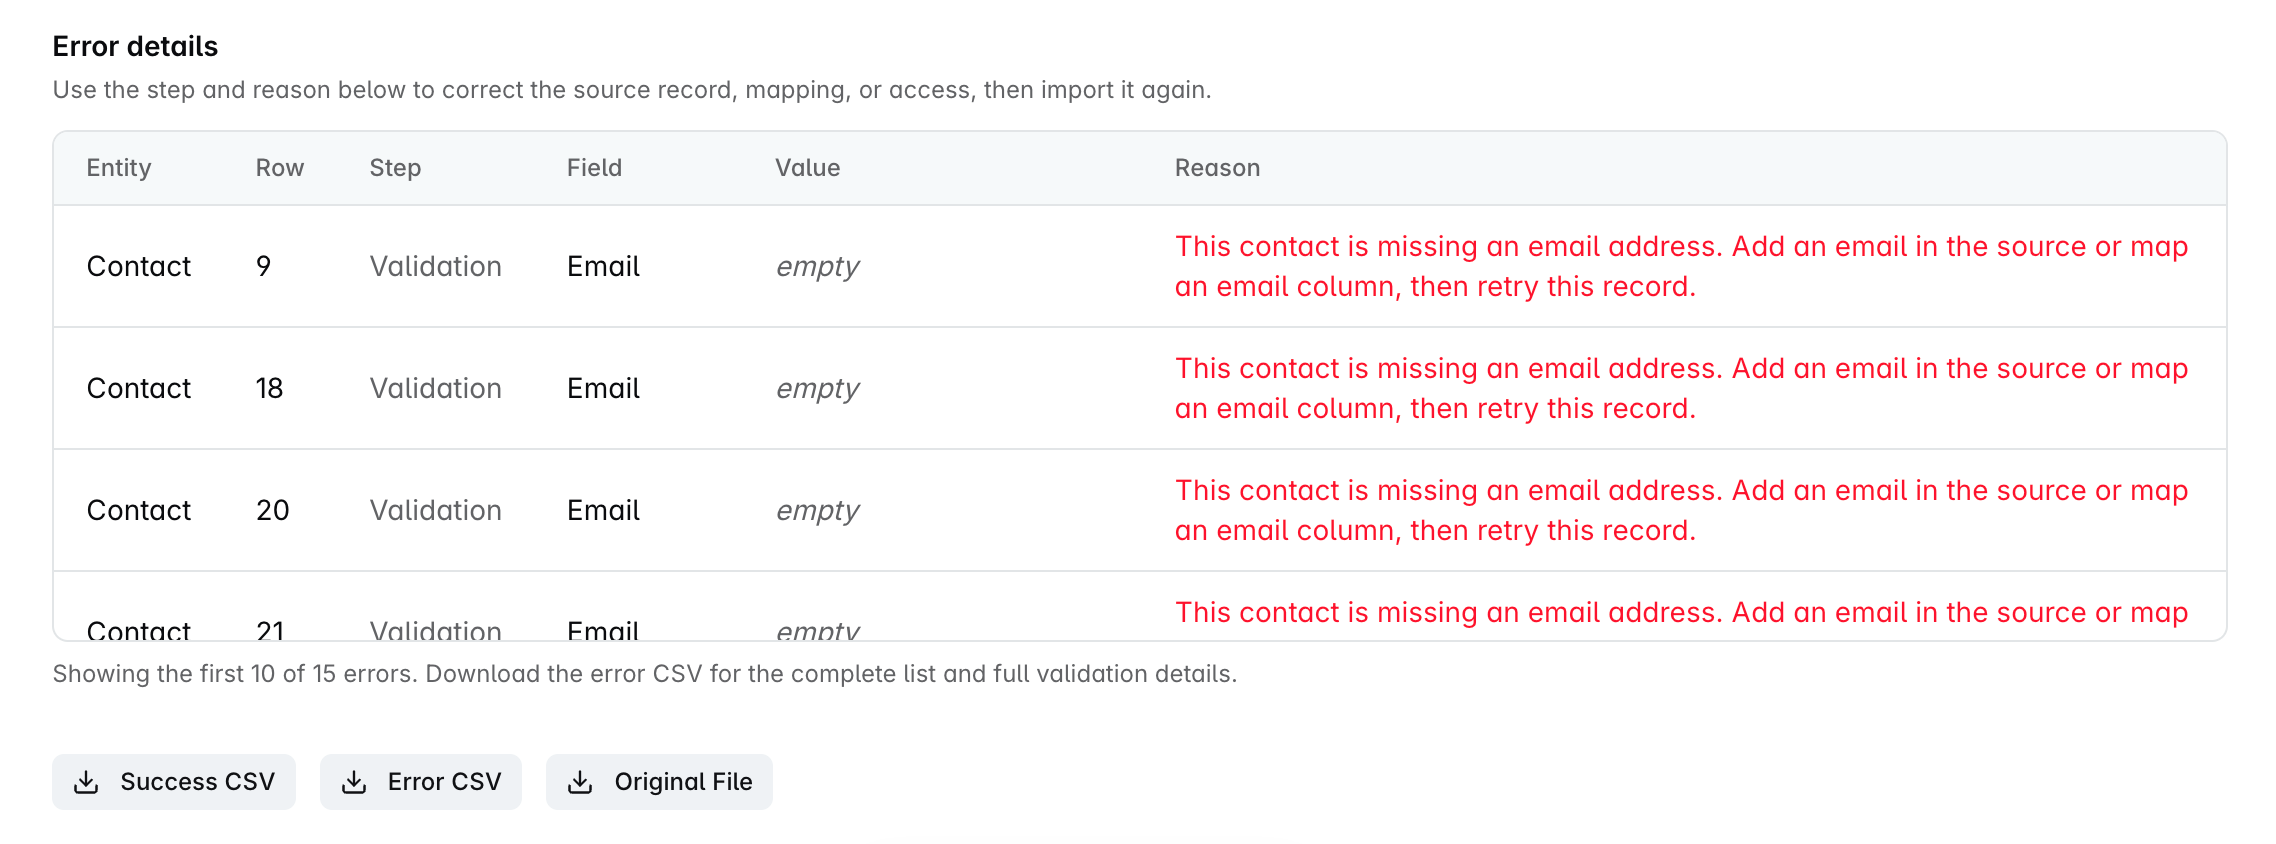 Error details
Use the step and reason below to correct the source record, mapping, or access, then import it again.
Entity Row Step Field Value Reason
Contact 9 Validation Email empty This contact is missing an email address. Add an email in the source or map
an email column, then retry this record.
Contact 18 Validation Email empty This contact is missing an email address. Add an email in the source or map
an email column, then retry this record.
Contact 20 Validation Email empty This contact is missing an email address. Add an email in the source or map
an email column, then retry this record.
Contact 21 Validation Email empty This contact is missing an email address. Add an email in the source or map
Showing the first 10 of 15 errors. Download the error CSV for the complete list and full validation details.
Success CSV Error CSV Original File